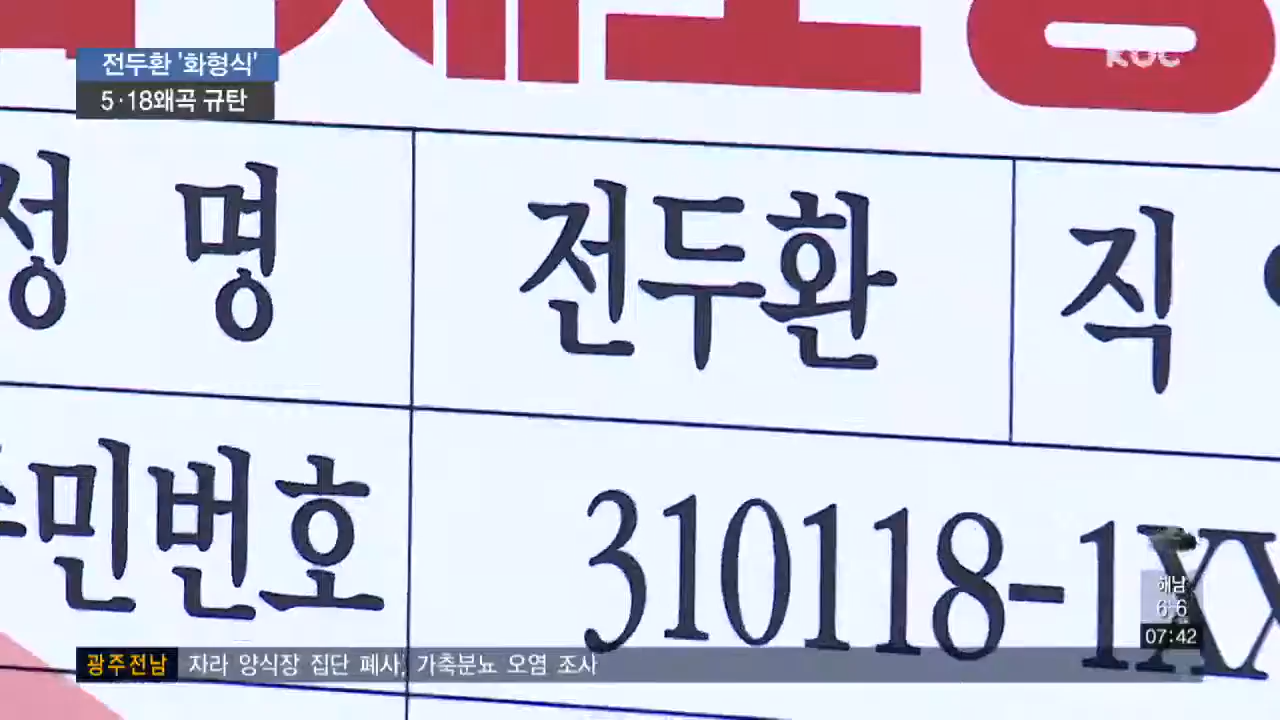 전두환 '화형식'
5·18왜곡 규탄
KBC
성 명 전두환 직
주민번호 310118-1XX
해남
6-6
07:42
광주전남 자라 양식장 집단 폐사, 가축분뇨 오염 조사